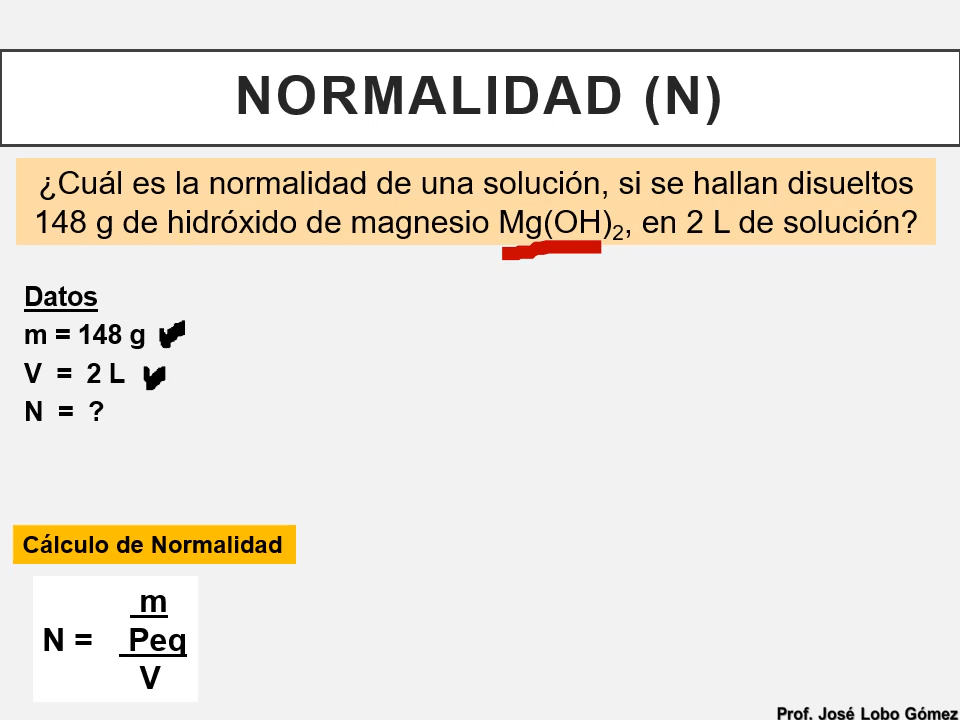 NORMALIDAD (N)
¿Cuál es la normalidad de una solución, si se hallan disueltos
148 g de hidróxido de magnesio Mg(OH)₂, en 2 L de solución?
Datos
m = 148 g
V = 2 L
N = ?
Cálculo de Normalidad
m
N = Peq
V
Prof. José Lobo Gómez